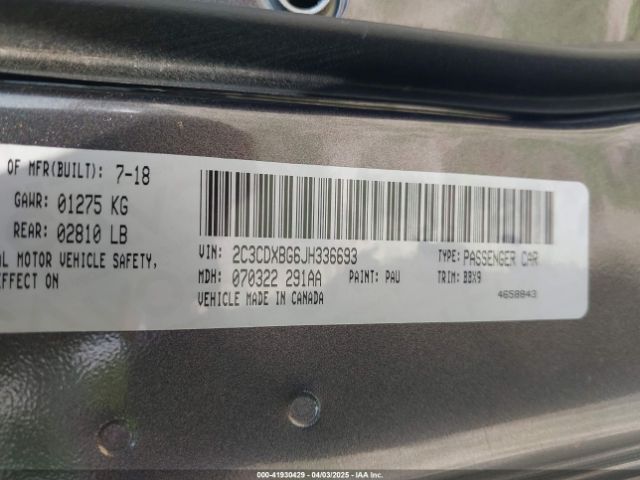 OF MFR(BUILT): 7-18
GAWR: 01275 KG
REAR: 02810 LB
MOTOR VEHICLE SAFETY,
EFFECT ON
VIN: 2C3CDXBG6JH336693
TYPE: PASSENGER CAR
MDH: 070322 291AA
PAINT: PAU
TRIM: BBX9
VEHICLE MADE IN CANADA
4658843
000-41930429 - 04/03/2025 - IAA Inc.